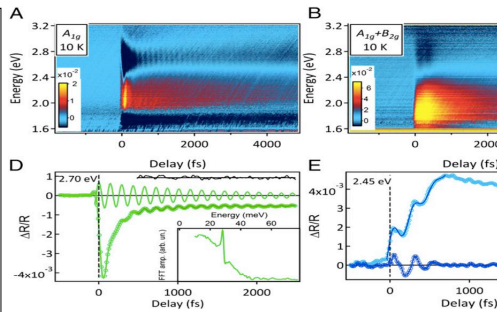 A
A1g
10 K
3.2
2.8
2.4
2.0
1.6
Energy (eV)
x10⁻²
2
1
0
0
2000
4000
Delay (fs)
B
A1g+B2g
10 K
3.2
2.8
2.4
2.0
1.6
Energy (eV)
x10⁻²
6
4
2
0
0
2000
Delay (fs)
D
2.70 eV
1
0
-1
-4x10⁻³
ΔR/R
Energy (meV)
0
20
40
60
FFT amp. (arb. un.)
0
1000
2000
Delay (fs)
E
2.45 eV
4x10⁻³
3
2
1
0
ΔR/R
0
500
Delay (fs)